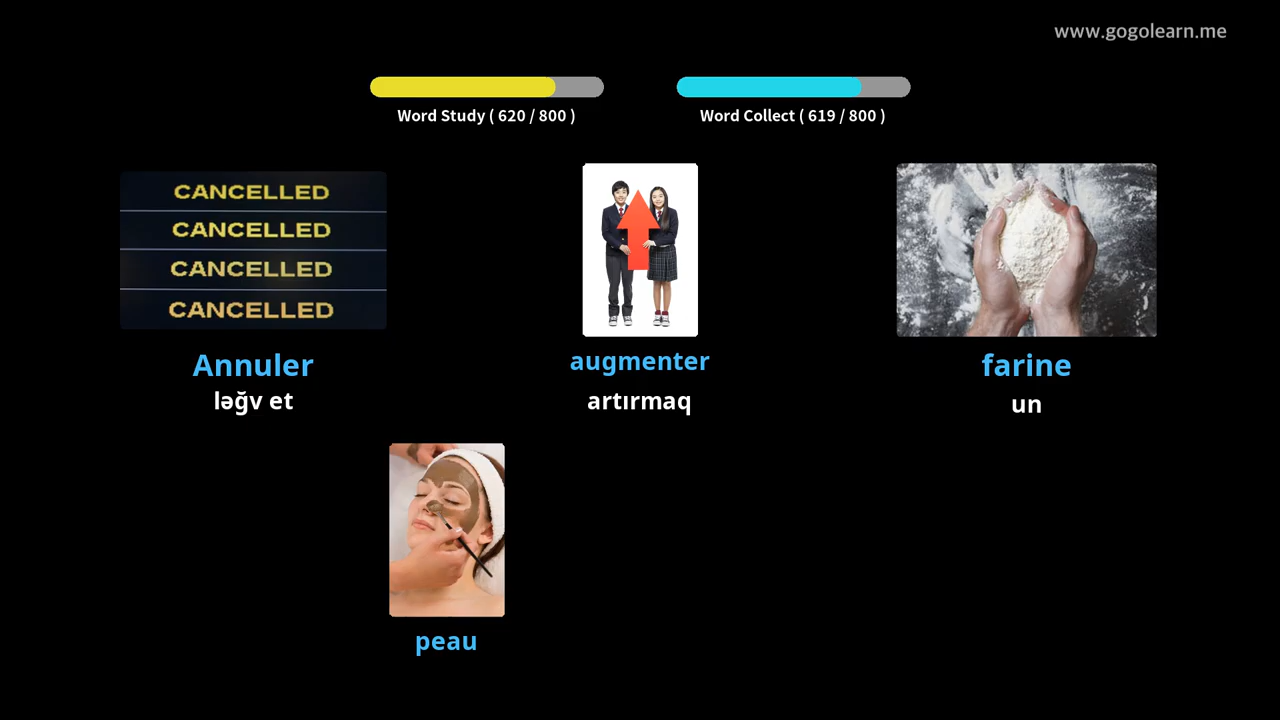 www.gogolearn.me
Word Study ( 620 / 800 )
Word Collect ( 619 / 800 )
CANCELLED
CANCELLED
CANCELLED
CANCELLED
Annuler
ləğv et
augmenter
artırmaq
farine
un
peau